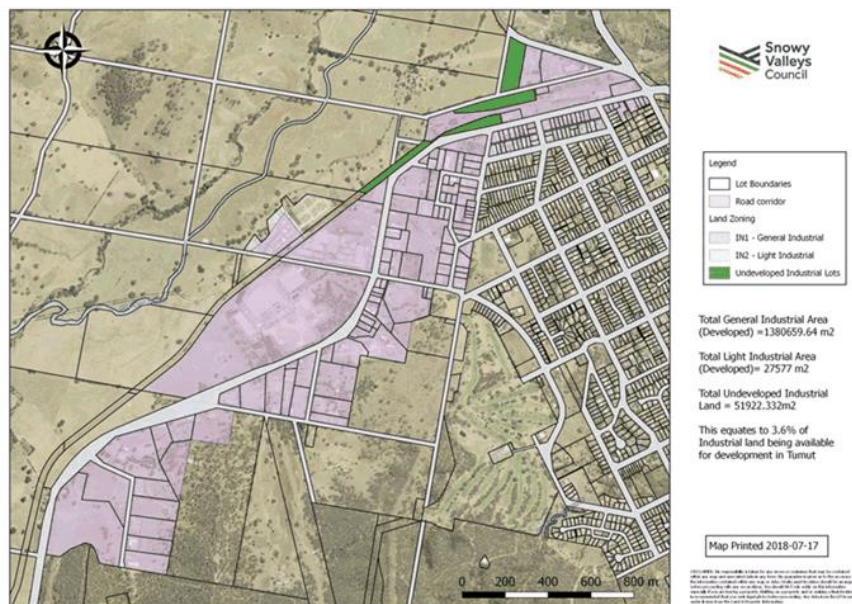 Snowy
Valleys
Council
Legend
Lot Boundaries
Road corridor
Land Zoning
IN1 - General Industrial
IN2 - Light Industrial
Undeveloped Industrial Lots
Total General Industrial Area
(Developed) =1380659.64 m2
Total Light Industrial Area
(Developed)= 27577 m2
Total Undeveloped Industrial
Land = 51922.332m2
This equates to 3.6% of
Industrial land being available
for development in Tumut
Map Printed 2018-07-17
0 200 400 600 800 m